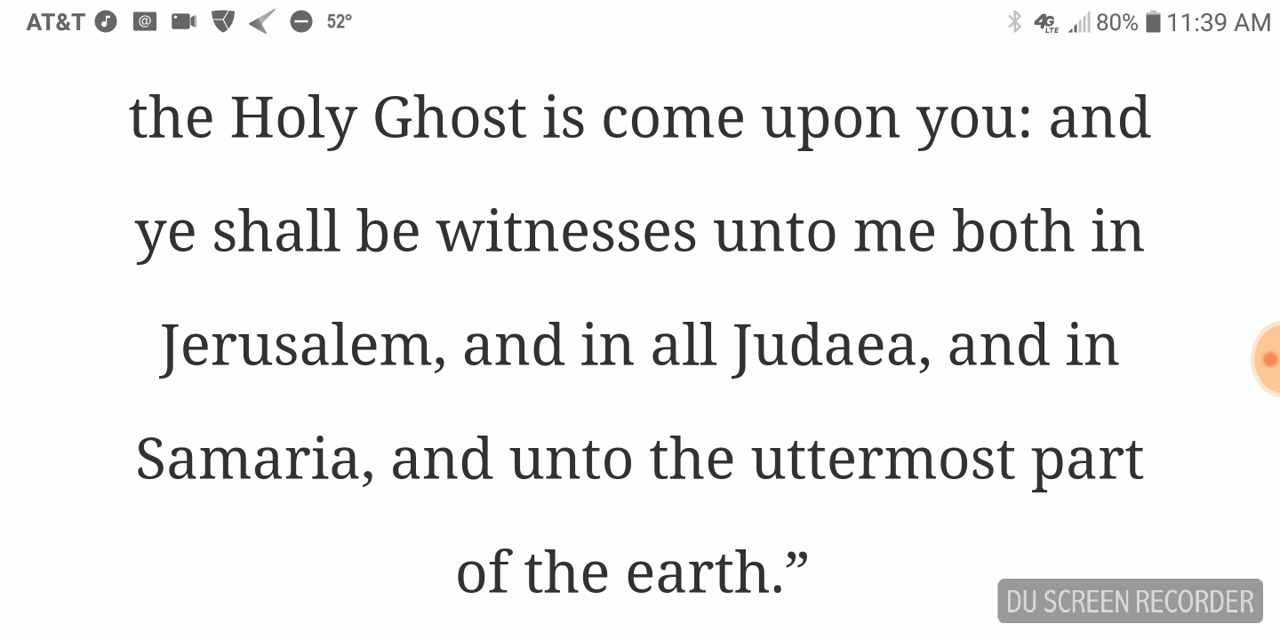 AT&T 52° 4G LTE 80% 11:39 AM
the Holy Ghost is come upon you: and
ye shall be witnesses unto me both in
Jerusalem, and in all Judaea, and in
Samaria, and unto the uttermost part
of the earth.”
DU SCREEN RECORDER